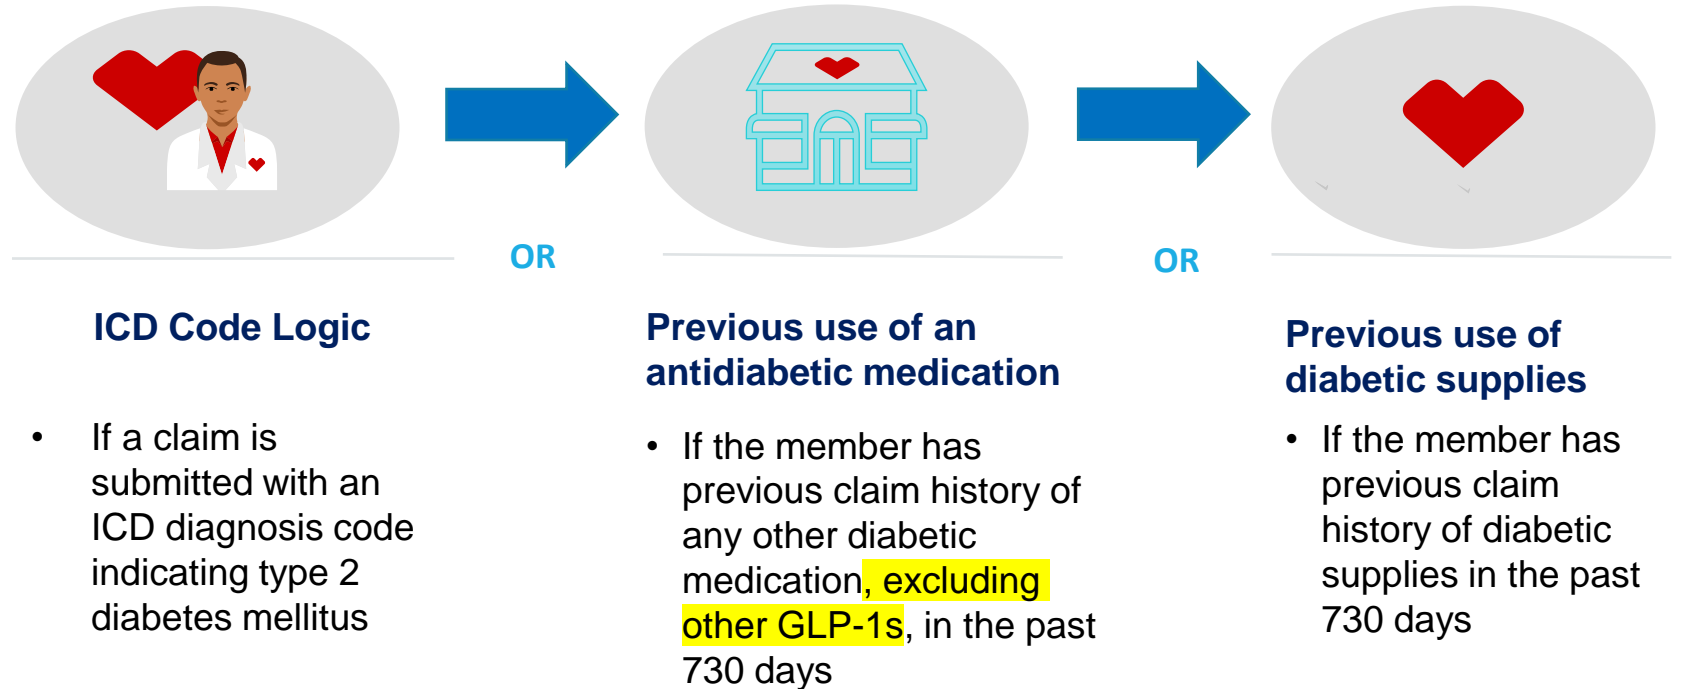 OR
OR
ICD Code Logic
• If a claim is
submitted with an
ICD diagnosis code
indicating type 2
diabetes mellitus
Previous use of an
antidiabetic medication
• If the member has
previous claim history of
any other diabetic
medication, excluding
other GLP-1s, in the past
730 days
Previous use of
diabetic supplies
• If the member has
previous claim
history of diabetic
supplies in the past
730 days